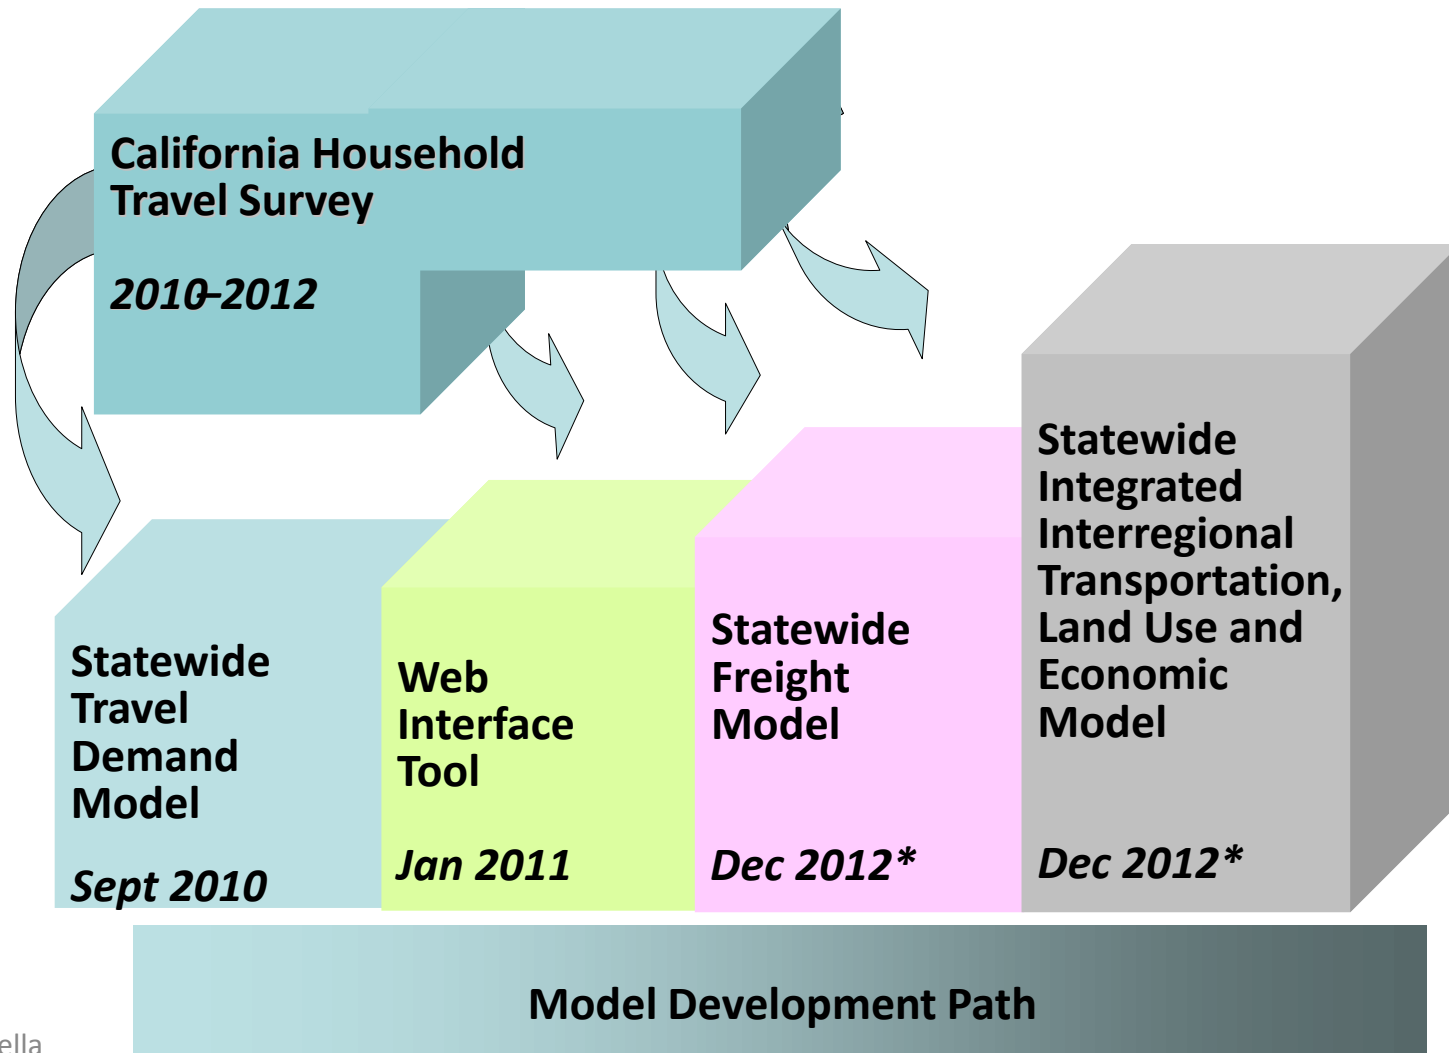 California Household
Travel Survey
2010–2012
Statewide
Travel
Demand
Model
Sept 2010
Web
Interface
Tool
Jan 2011
Statewide
Freight
Model
Dec 2012*
Statewide
Integrated
Interregional
Transportation,
Land Use and
Economic
Model
Dec 2012*
Model Development Path
ella